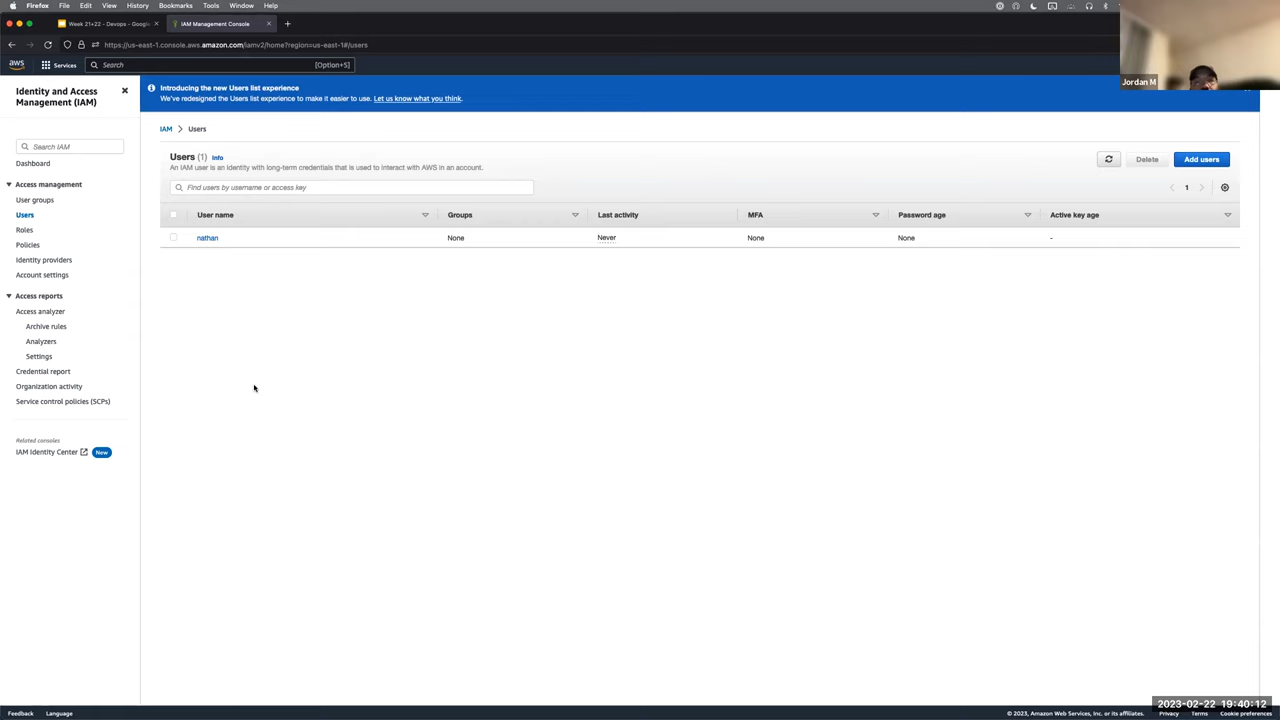 Firefox File Edit View History Bookmarks Tools Window Help
Week 21+22 - Devops - Google
IAM Management Console
https://us-east-1.console.aws.amazon.com/iamv2/home?region=us-east-1#/users
aws Services Search [Option+S]
Jordan M
Identity and Access Management (IAM)
Search IAM
Dashboard
Access management
User groups
Users
Roles
Policies
Identity providers
Account settings
Access reports
Access analyzer
Archive rules
Analyzers
Settings
Credential report
Organization activity
Service control policies (SCPs)
Related consoles
IAM Identity Center New
Introducing the new Users list experience
We've redesigned the Users list experience to make it easier to use. Let us know what you think.
IAM > Users
Users (1) Info
An IAM user is an identity with long-term credentials that is used to interact with AWS in an account.
Delete Add users
Find users by username or access key
1
User name Groups Last activity MFA Password age Active key age
nathan None Never None None -
2023-02-22 19:40:12
Feedback Language © 2023, Amazon Web Services, Inc. or its affiliates. Privacy Terms Cookie preferences